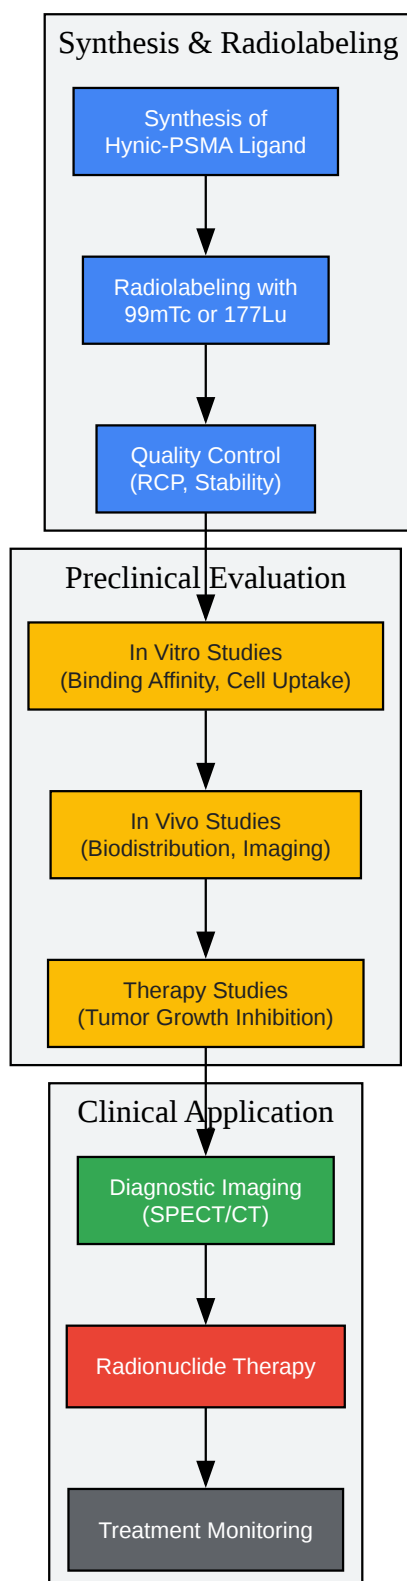 Synthesis & Radiolabeling
Synthesis of
Hynic-PSMA Ligand
Radiolabeling with
99mTc or 177Lu
Quality Control
(RCP, Stability)
Preclinical Evaluation
In Vitro Studies
(Binding Affinity, Cell Uptake)
In Vivo Studies
(Biodistribution, Imaging)
Therapy Studies
(Tumor Growth Inhibition)
Clinical Application
Diagnostic Imaging
(SPECT/CT)
Radionuclide Therapy
Treatment Monitoring